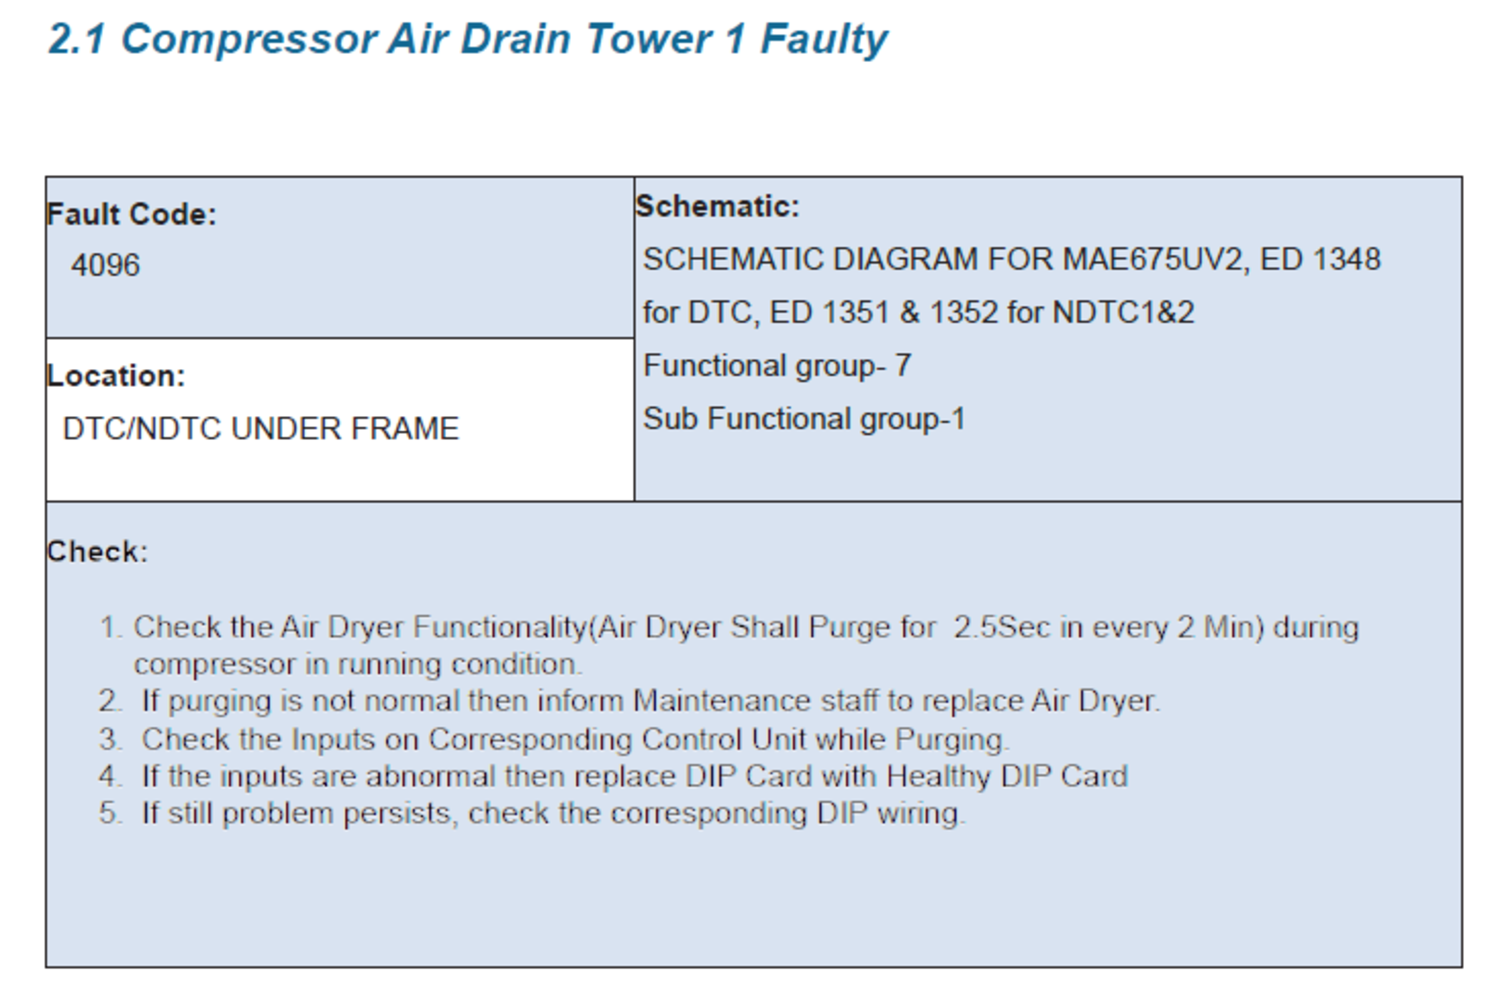 2.1 Compressor Air Drain Tower 1 Faulty
Fault Code:
4096
Location:
DTC/NDTC UNDER FRAME
Schematic:
SCHEMATIC DIAGRAM FOR MAE675UV2, ED 1348
for DTC, ED 1351 & 1352 for NDTC1&2
Functional group- 7
Sub Functional group-1
Check:
1. Check the Air Dryer Functionality(Air Dryer Shall Purge for 2.5Sec in every 2 Min) during
compressor in running condition.
2. If purging is not normal then inform Maintenance staff to replace Air Dryer.
3. Check the Inputs on Corresponding Control Unit while Purging.
4. If the inputs are abnormal then replace DIP Card with Healthy DIP Card
5. If still problem persists, check the corresponding DIP wiring.